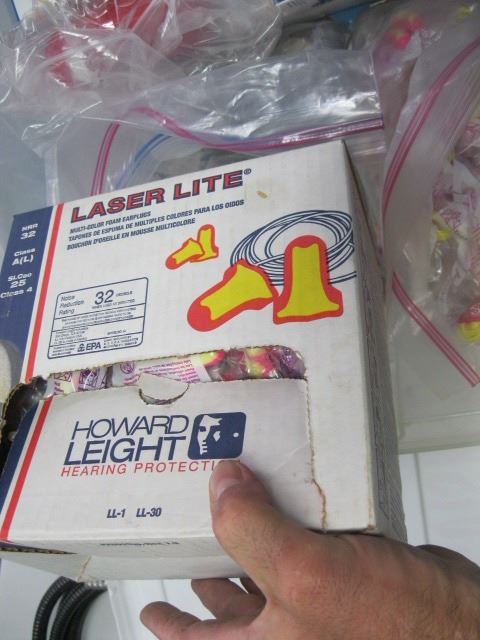 LASER LITE®
MULTI-COLOR FOAM EARPLUGS
TAPONES DE ESPUMA DE MULTIPLES COLORES PARA LOS OIDOS
BOUCHON D'OREILLE EN MOUSSE MULTICOLORE
NRR
32
Class
A(L)
SLC80
25
Class 4
Noise
Reduction
Rating
32 DECIBELS
EPA
HOWARD
LEIGHT
HEARING PROTECTI
LL-1 LL-30